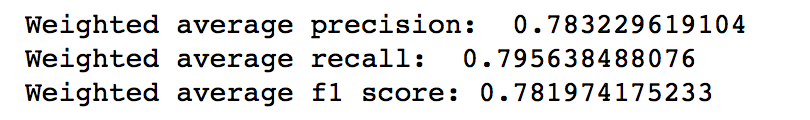 Weighted average precision:  0.783229619104
Weighted average recall:  0.795638488076
Weighted average f1 score: 0.781974175233